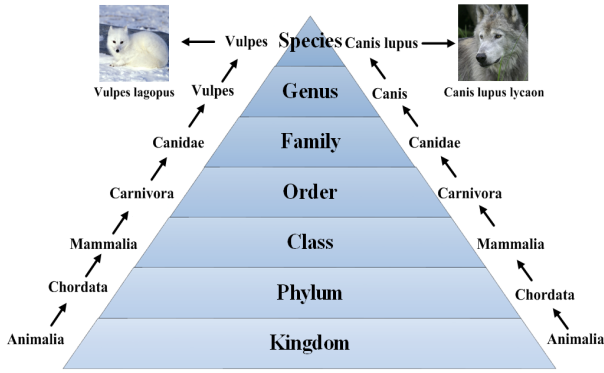 Vulpes
Species
Canis lupus
Vulpes lagopus
Vulpes
Genus
Canis
Canis lupus lycaon
Canidae
Family
Canidae
Carnivora
Order
Carnivora
Mammalia
Class
Mammalia
Chordata
Phylum
Chordata
Animalia
Kingdom
Animalia